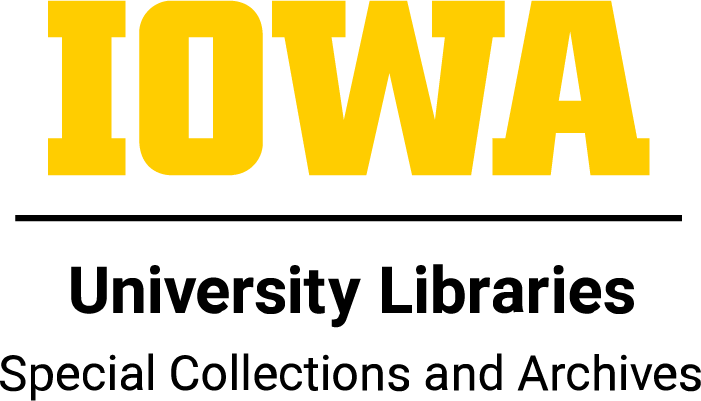 IOWA
University Libraries
Special Collections and Archives